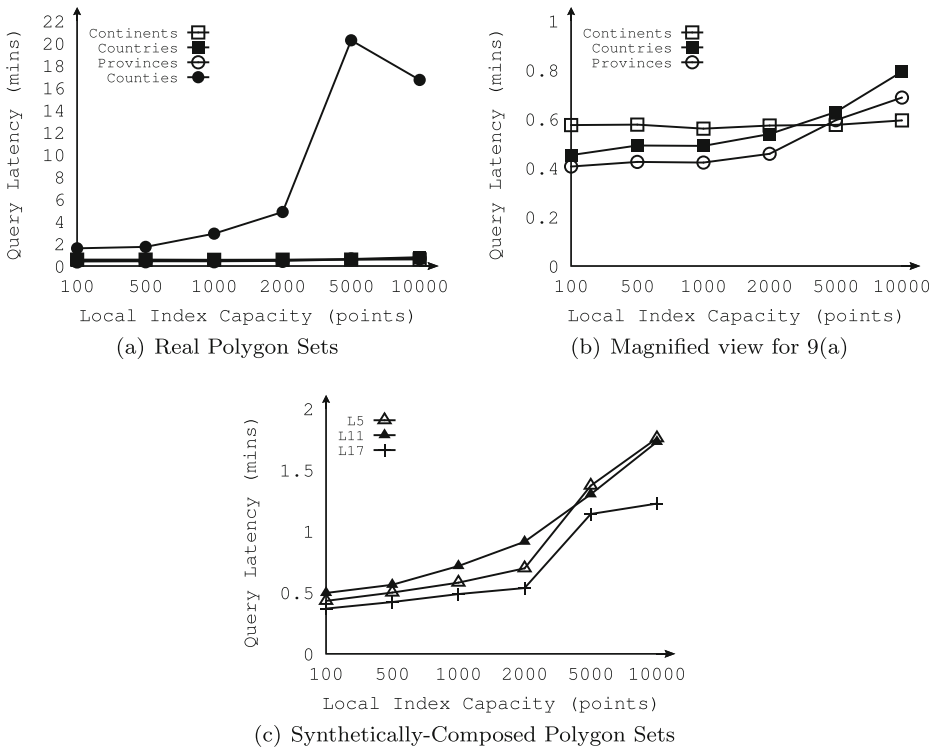 22
20
18
16
14
12
10
8
6
4
2
0
Query Latency (mins)
Continents
Countries
Provinces
Counties
100 500 1000 2000 5000 10000
Local Index Capacity (points)
(a) Real Polygon Sets
1
0.8
0.6
0.4
0.2
0
Query Latency (mins)
Continents
Countries
Provinces
100 500 1000 2000 5000 10000
Local Index Capacity (points)
(b) Magnified view for 9(a)
2
1.5
1
0.5
0
Query Latency (mins)
L5
L11
L17
100 500 1000 2000 5000 10000
Local Index Capacity (points)
(c) Synthetically-Composed Polygon Sets